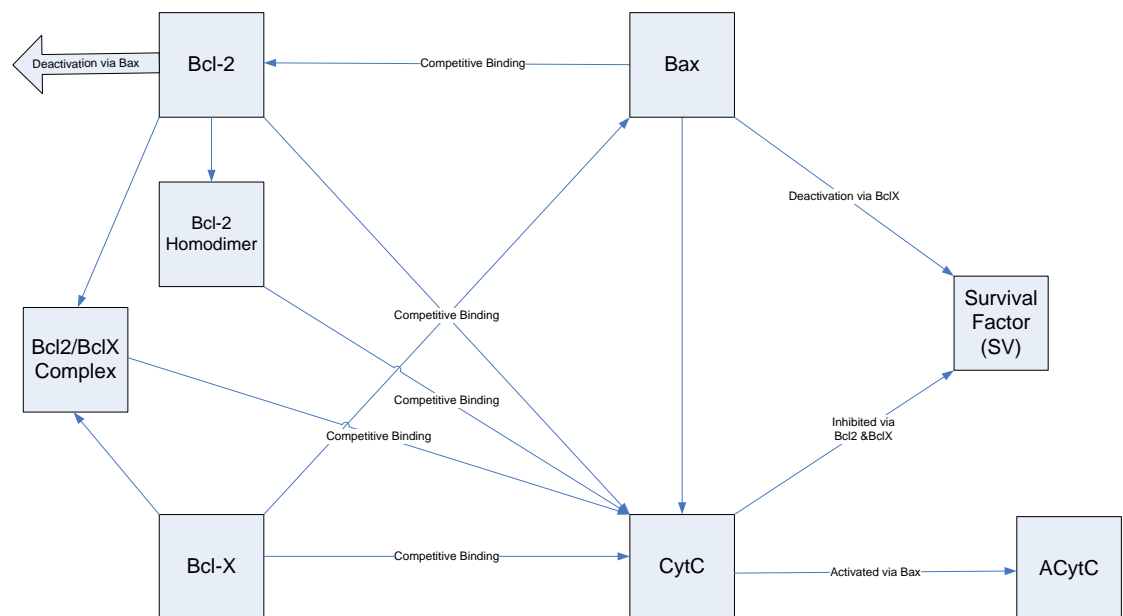 Bcl-2
Deactivation via Bax
Competitive Binding
Bax
Deactivation via BclX
Bcl-2
Homodimer
Survival
Factor
(SV)
Competitive Binding
Bcl2/BclX
Complex
Competitive Binding
Inhibited via
Bcl2 &BclX
Competitive Binding
Bcl-X
Competitive Binding
CytC
Activated via Bax
ACytC